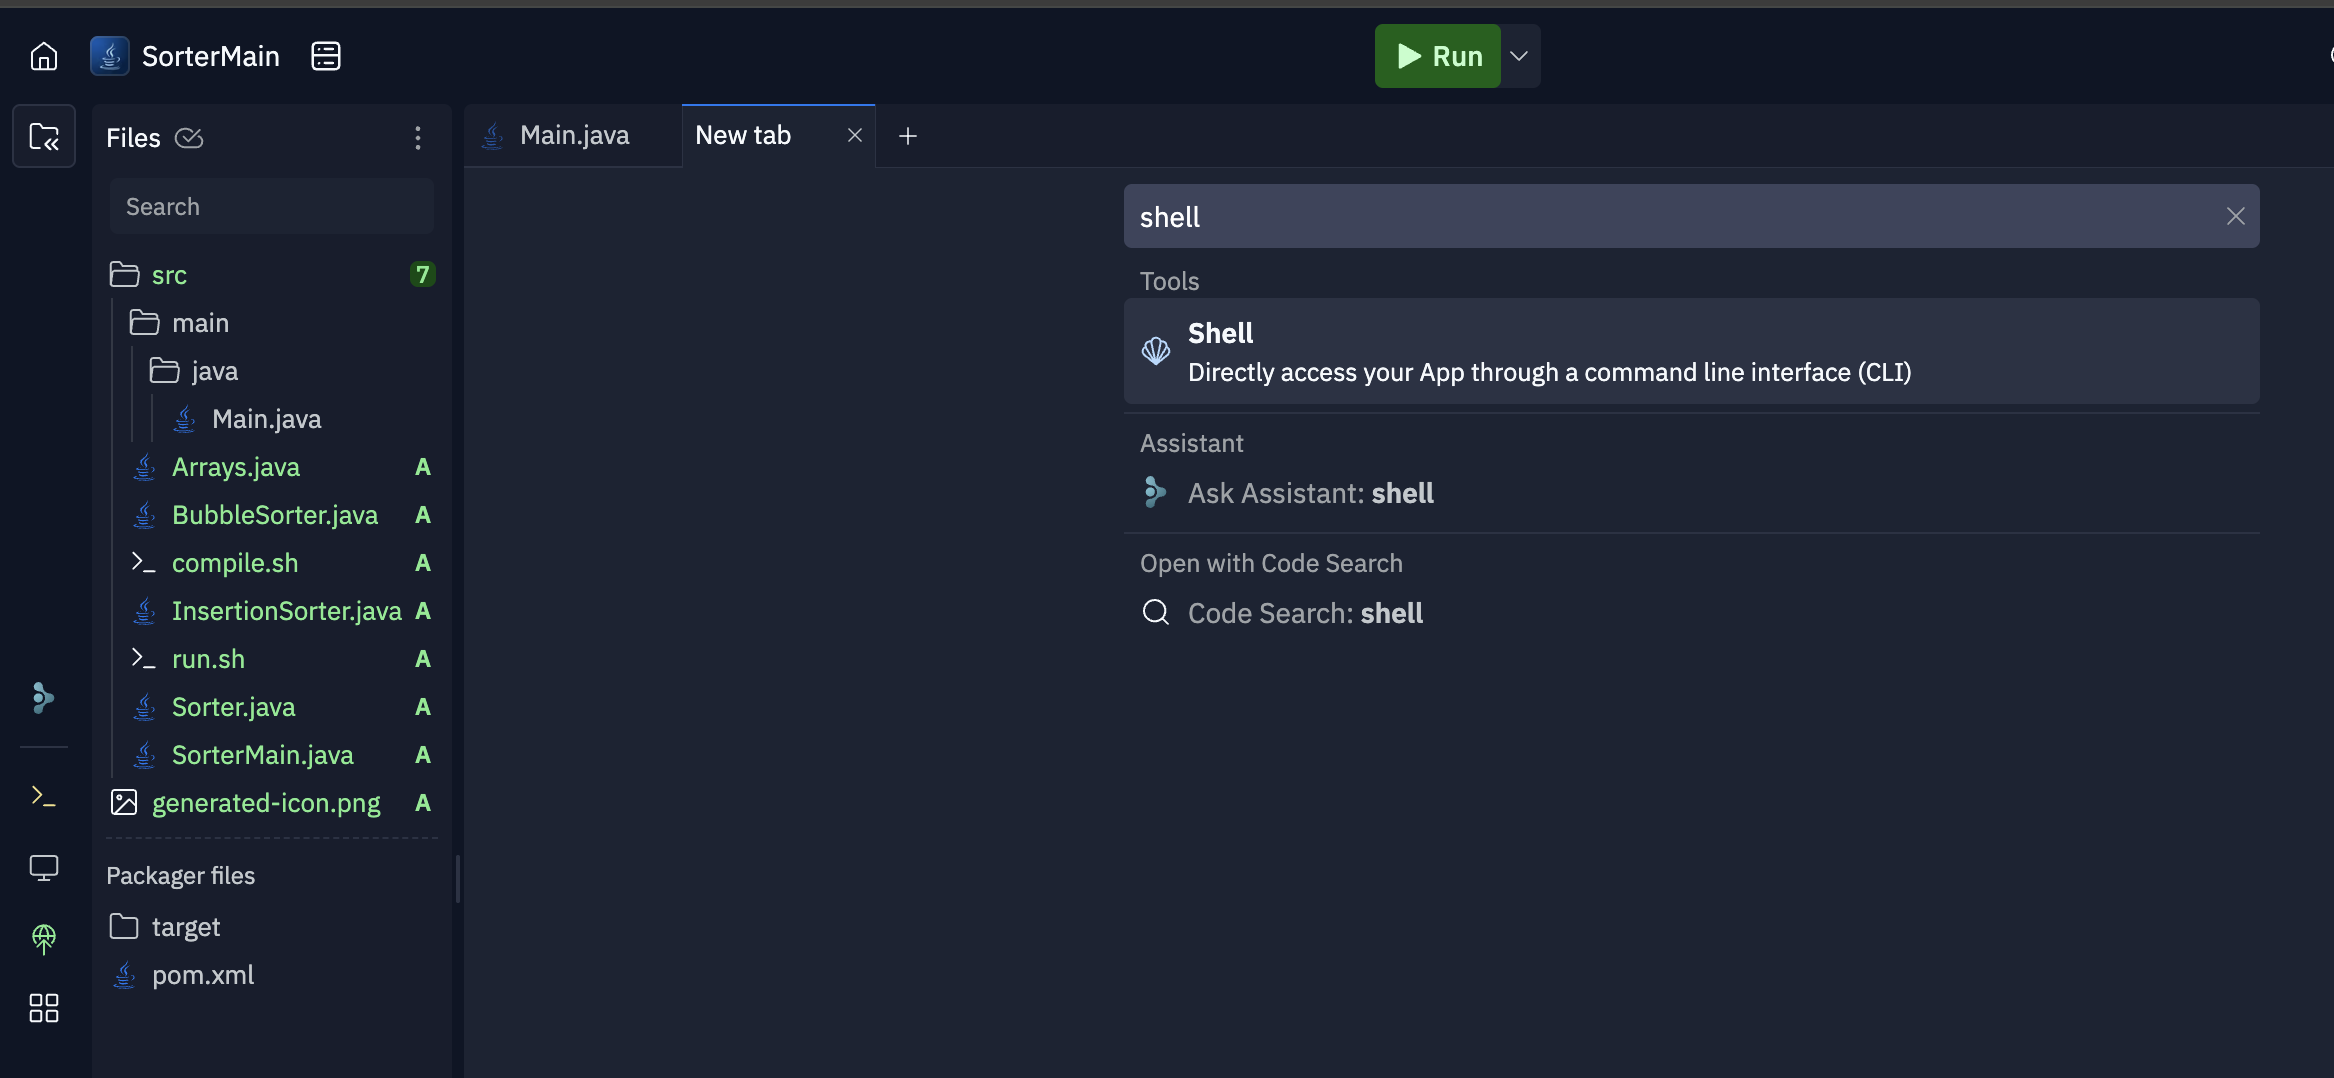 SorterMain
Run
Files
Main.java
New tab
Search
shell
src 7
Tools
main
Shell
Directly access your App through a command line interface (CLI)
java
Main.java
Assistant
Arrays.java A
Ask Assistant: shell
BubbleSorter.java A
Open with Code Search
compile.sh A
Code Search: shell
InsertionSorter.java A
run.sh A
Sorter.java A
SorterMain.java A
generated-icon.png A
Packager files
target
pom.xml